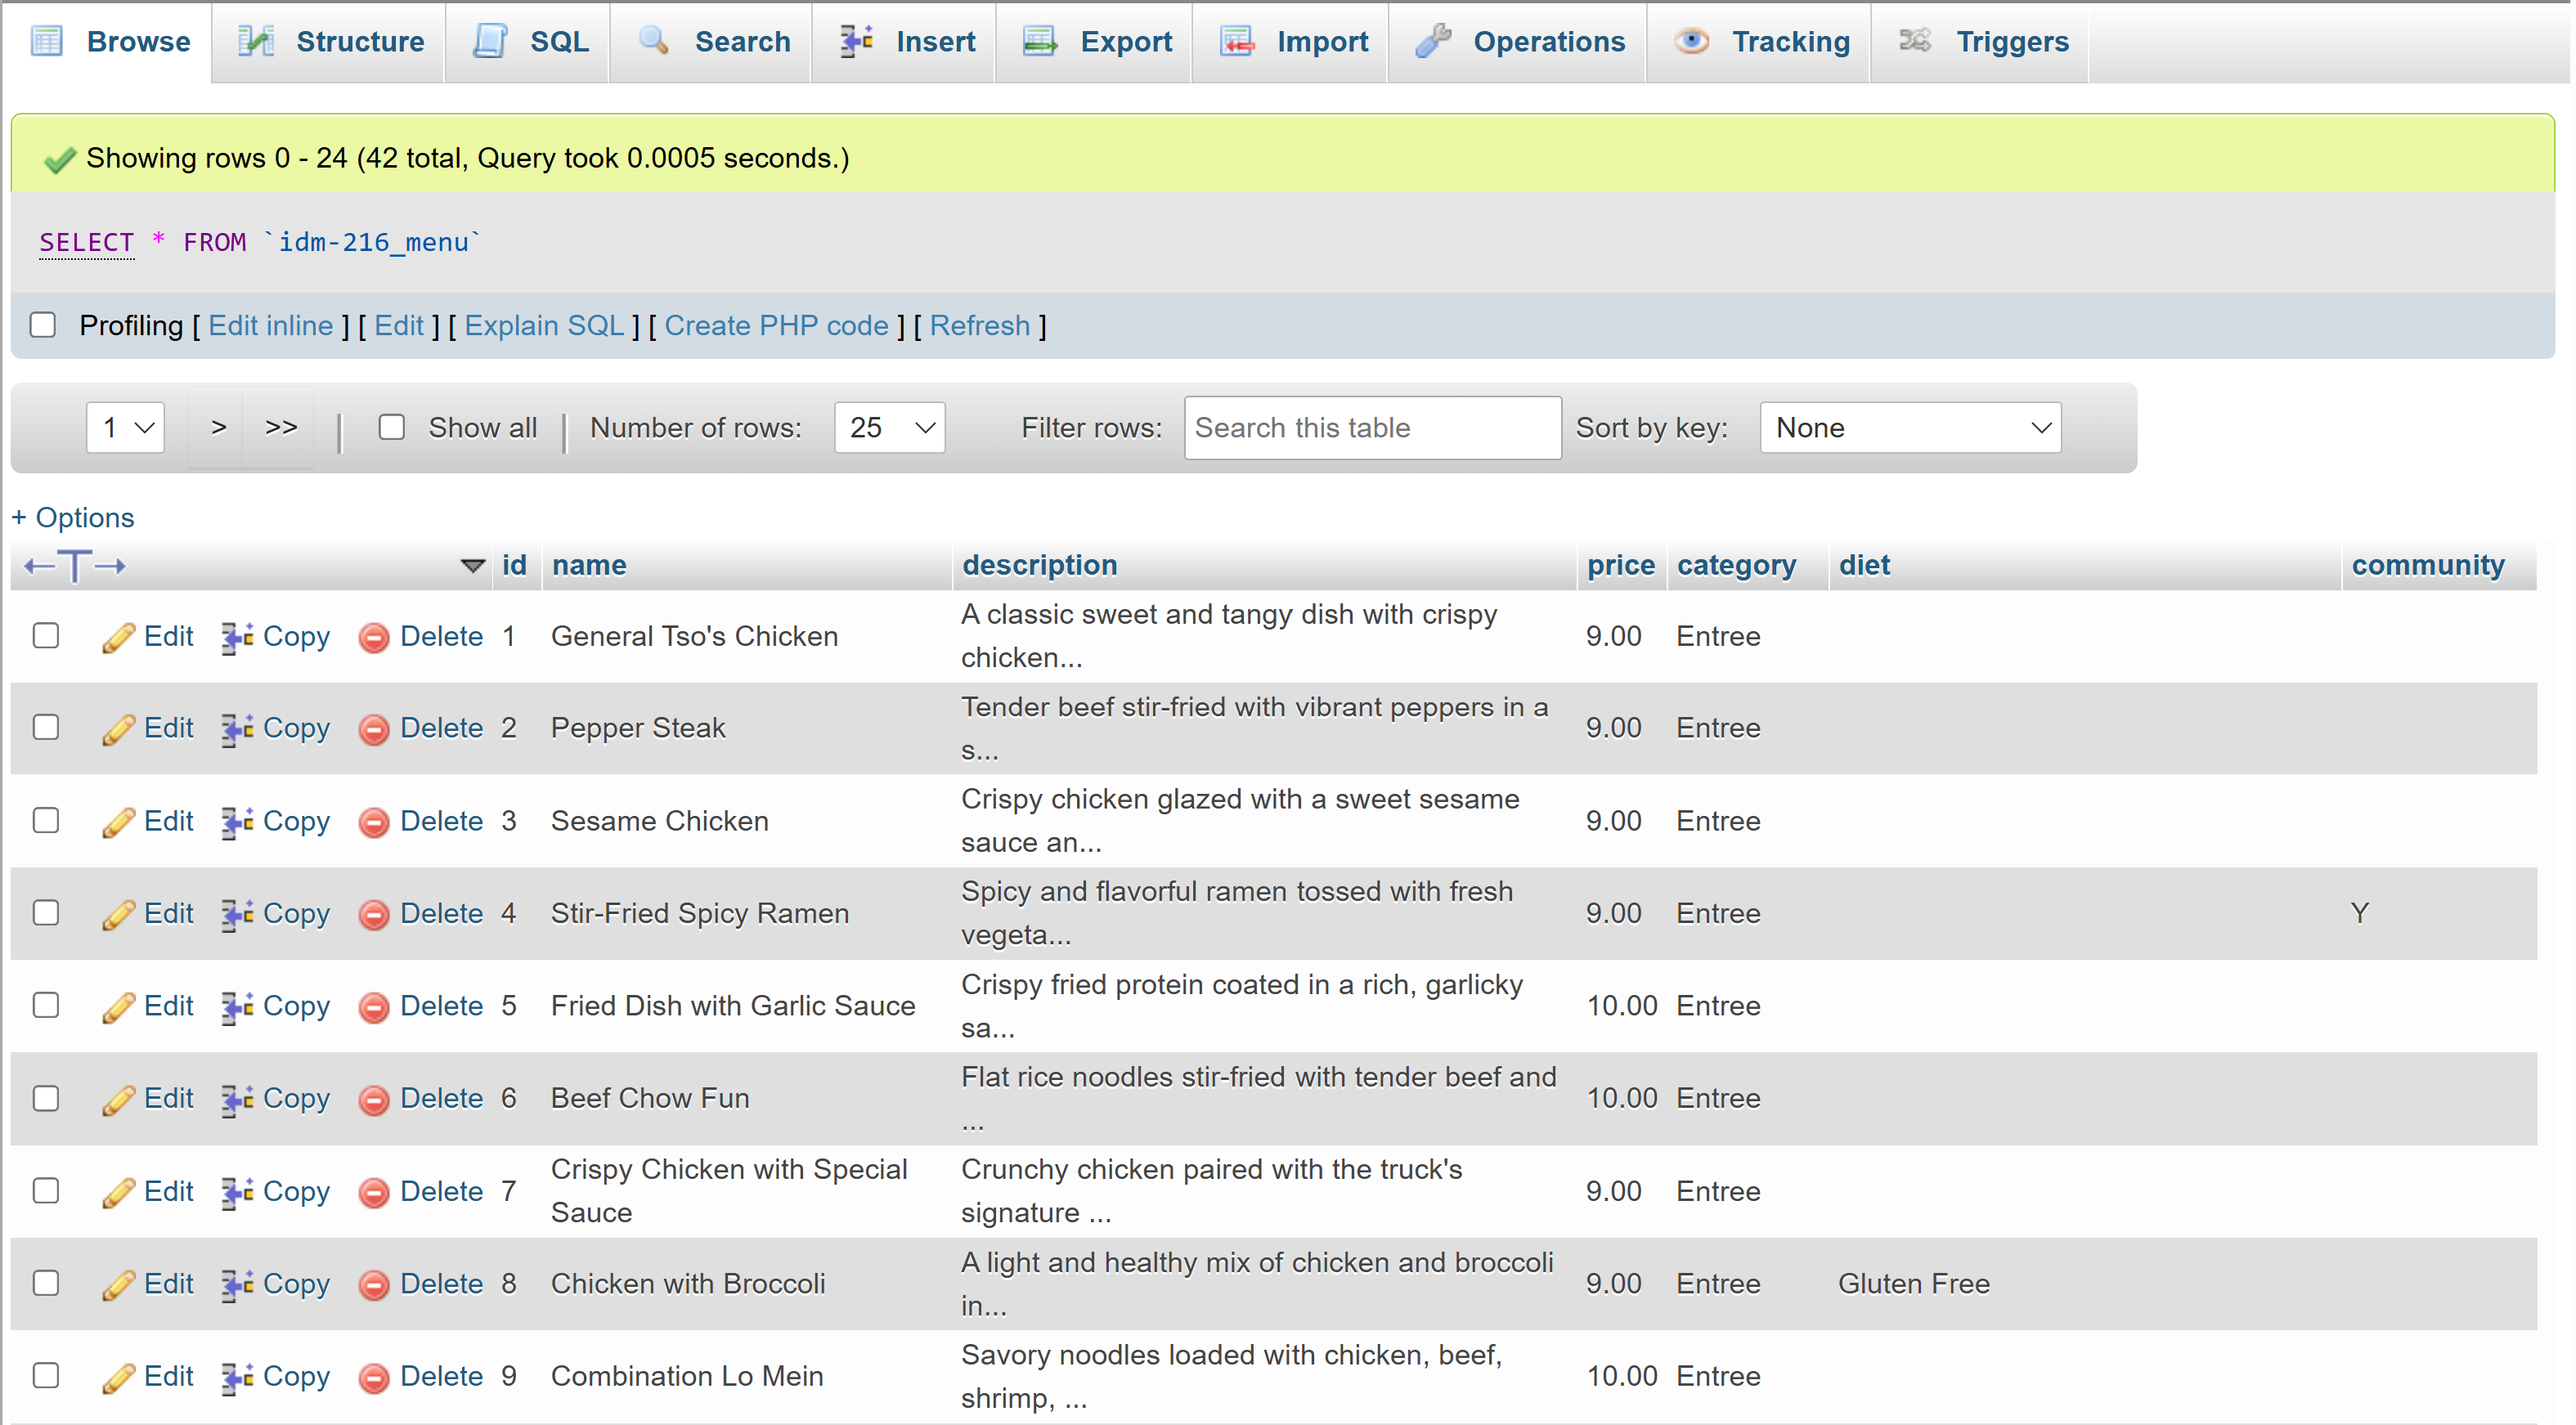 Browse Structure SQL Search Insert Export Import Operations Tracking Triggers
Showing rows 0 - 24 (42 total, Query took 0.0005 seconds.)
SELECT * FROM `idm-216_menu`
Profiling [ Edit inline ] [ Edit ] [ Explain SQL ] [ Create PHP code ] [ Refresh ]
1 > >> | Show all | Number of rows: 25 Filter rows: Search this table Sort by key: None
+ Options
←T→ id name description price category diet community
Edit Copy Delete 1 General Tso's Chicken A classic sweet and tangy dish with crispy
chicken... 9.00 Entree
Edit Copy Delete 2 Pepper Steak Tender beef stir-fried with vibrant peppers in a
s... 9.00 Entree
Edit Copy Delete 3 Sesame Chicken Crispy chicken glazed with a sweet sesame
sauce an... 9.00 Entree
Edit Copy Delete 4 Stir-Fried Spicy Ramen Spicy and flavorful ramen tossed with fresh
vegeta... 9.00 Entree Y
Edit Copy Delete 5 Fried Dish with Garlic Sauce Crispy fried protein coated in a rich, garlicky
sa... 10.00 Entree
Edit Copy Delete 6 Beef Chow Fun Flat rice noodles stir-fried with tender beef and
... 10.00 Entree
Edit Copy Delete 7 Crispy Chicken with Special
Sauce Crunchy chicken paired with the truck's
signature ... 9.00 Entree
Edit Copy Delete 8 Chicken with Broccoli A light and healthy mix of chicken and broccoli
in... 9.00 Entree Gluten Free
Edit Copy Delete 9 Combination Lo Mein Savory noodles loaded with chicken, beef,
shrimp, ... 10.00 Entree